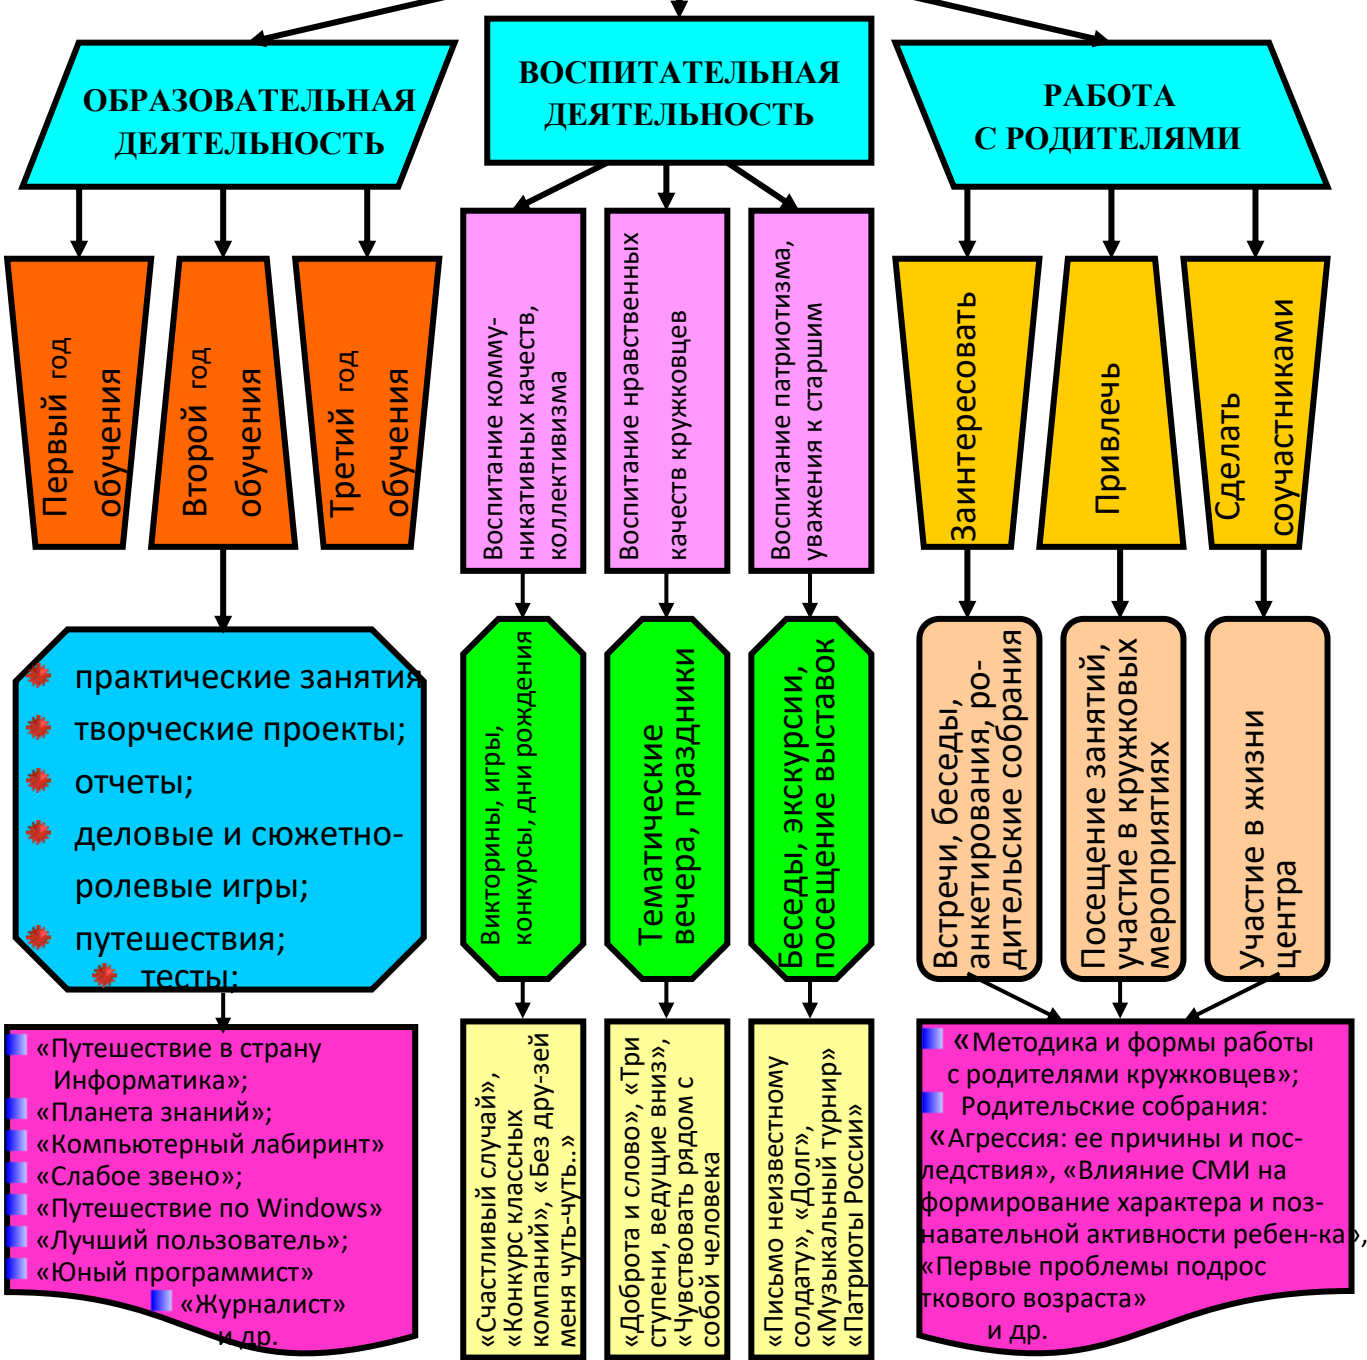 ОБРАЗОВАТЕЛЬНАЯ
ДЕЯТЕЛЬНОСТЬ
ВОСПИТАТЕЛЬНАЯ
ДЕЯТЕЛЬНОСТЬ
РАБОТА
С РОДИТЕЛЯМИ
Первый год
обучения
Второй год
обучения
Третий год
обучения
Воспитание комму-
никативных качеств,
коллективизма
Воспитание нравственных
качеств кружковцев
Воспитание патриотизма,
уважения к старшим
Заинтересовать
Привлечь
Сделать
соучастниками
практические занятия
творческие проекты;
отчеты;
деловые и сюжетно-
ролевые игры;
путешествия;
тесты;
Викторины, игры,
конкурсы, дни рождения
Тематические
вечера, праздники
Беседы, экскурсии,
посещение выставок
Встречи, беседы,
анкетирования, ро-
дительские собрания
Посещение занятий,
участие в кружковых
мероприятиях
Участие в жизни
центра
«Путешествие в страну
Информатика»;
«Планета знаний»;
«Компьютерный лабиринт»
«Слабое звено»;
«Путешествие по Windows»
«Лучший пользователь»;
«Юный программист»
«Журналист»
и др.
«Счастливый случай»,
«Конкурс классных
компаний», «Без дру-зей
меня чуть-чуть..»
«Доброта и слово», «Три
ступени, ведущие вниз»,
«Чувствовать рядом с
собой человека
«Письмо неизвестному
солдату», «Долг»,
«Музыкальный турнир»
«Патриоты России»
«Методика и формы работы
с родителями кружковцев»;
Родительские собрания:
«Агрессия: ее причины и пос-
ледствия», «Влияние СМИ на
формирование характера и поз-
навательной активности ребен-ка»,
«Первые проблемы подрос
ткового возраста»
и др.